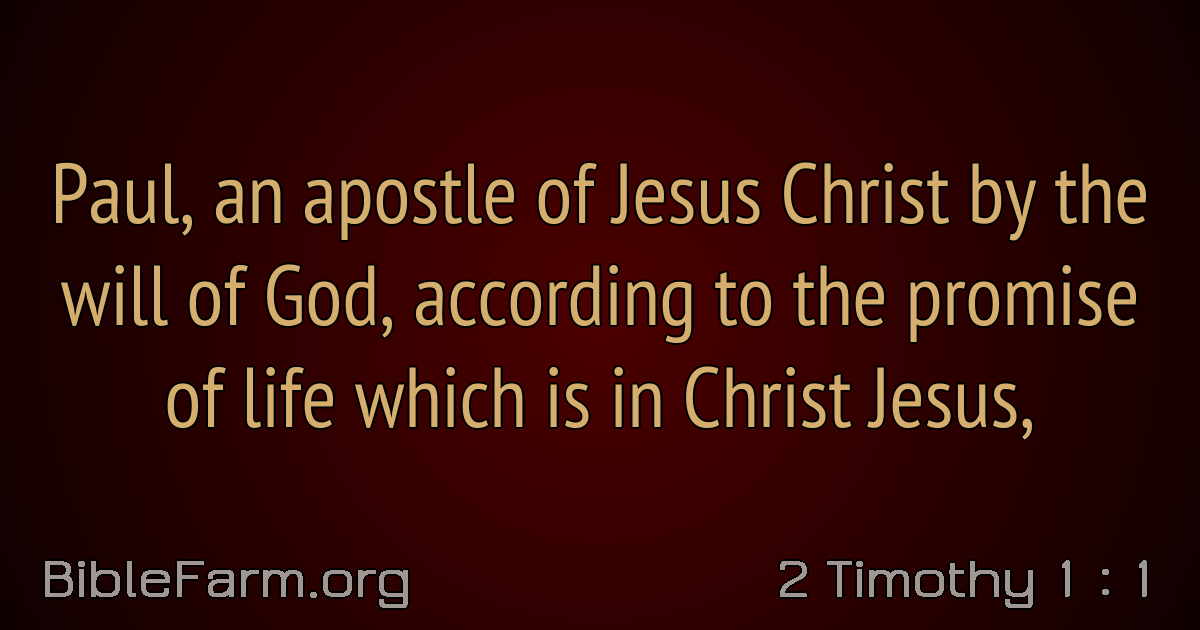 Paul, an apostle of Jesus Christ by the
will of God, according to the promise
of life which is in Christ Jesus,
BibleFarm.org
2 Timothy 1 : 1